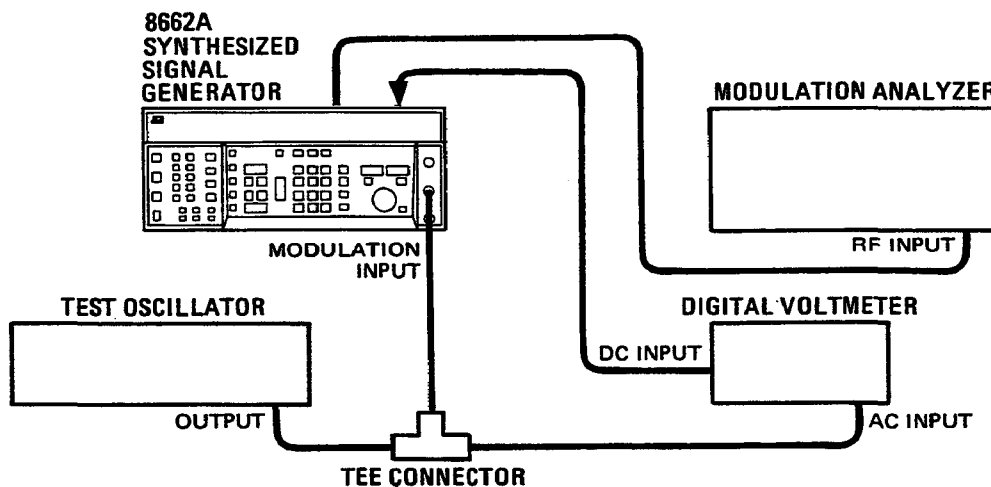 8662A
SYNTHESIZED
SIGNAL
GENERATOR
MODULATION ANALYZER
RF INPUT
MODULATION
INPUT
TEST OSCILLATOR
DIGITAL VOLTMETER
DC INPUT
OUTPUT
AC INPUT
TEE CONNECTOR